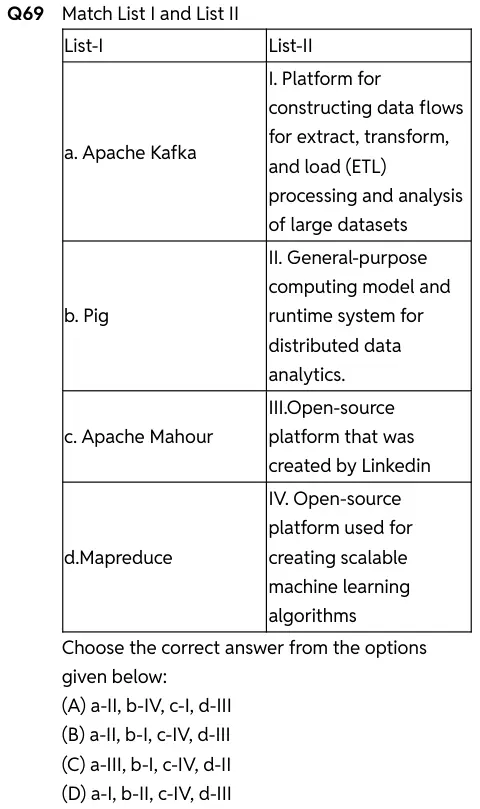 Q69 Match List I and List II
List-I
List-II
a. Apache Kafka
I. Platform for
constructing data flows
for extract, transform,
and load (ETL)
processing and analysis
of large datasets
b. Pig
II. General-purpose
computing model and
runtime system for
distributed data
analytics.
c. Apache Mahour
III.Open-source
platform that was
created by Linkedin
d.Mapreduce
IV. Open-source
platform used for
creating scalable
machine learning
algorithms
Choose the correct answer from the options
given below:
(A) a-II, b-IV, c-I, d-III
(B) a-II, b-I, c-IV, d-III
(C) a-III, b-I, c-IV, d-II
(D) a-I, b-II, c-IV, d-III